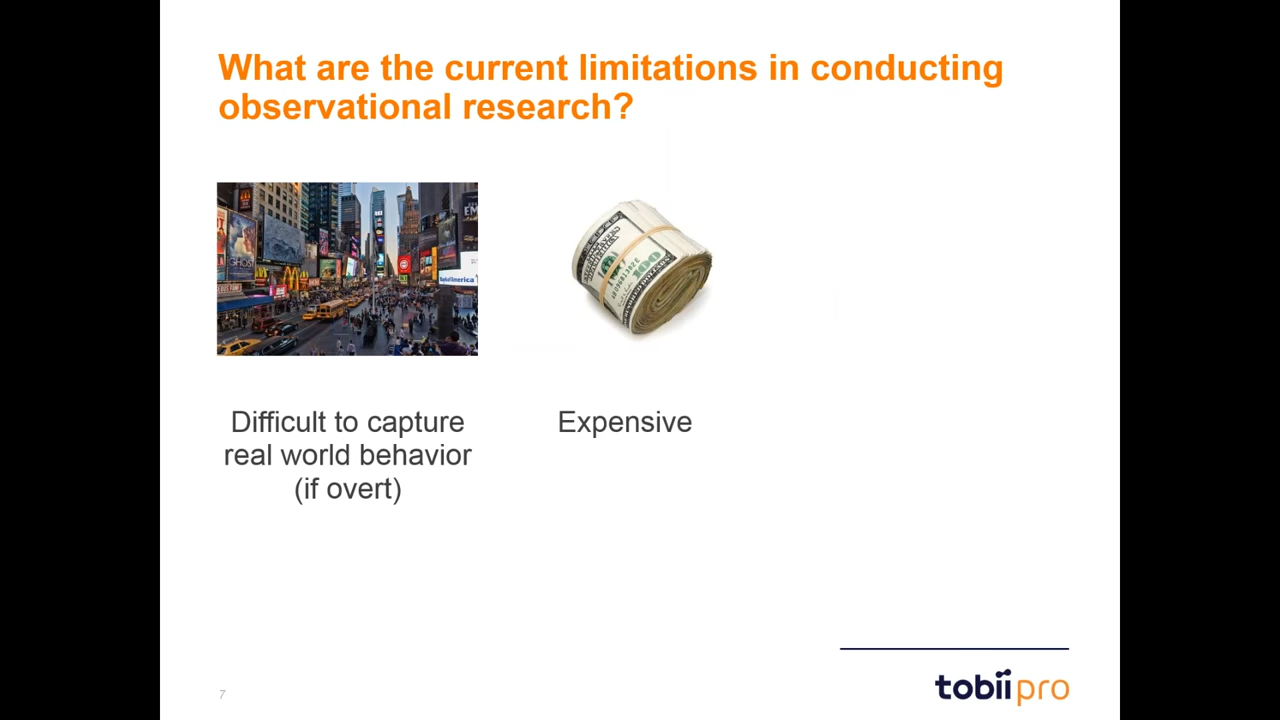 What are the current limitations in conducting
observational research?
Difficult to capture
real world behavior
(if overt)
Expensive
7
tobii pro